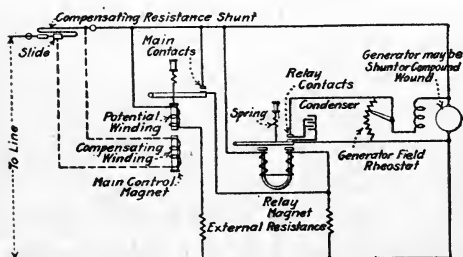 Compensating Resistance Shunt
Slide
Main
Contacts
Relay
Contacts
Generator may be
Shunt or Compound
Wound
Condenser
Spring
Potential
Winding
Compensating
Winding
Main Control
Magnet
Generator Field
Rheostat
Relay
Magnet
External Resistance
To Line